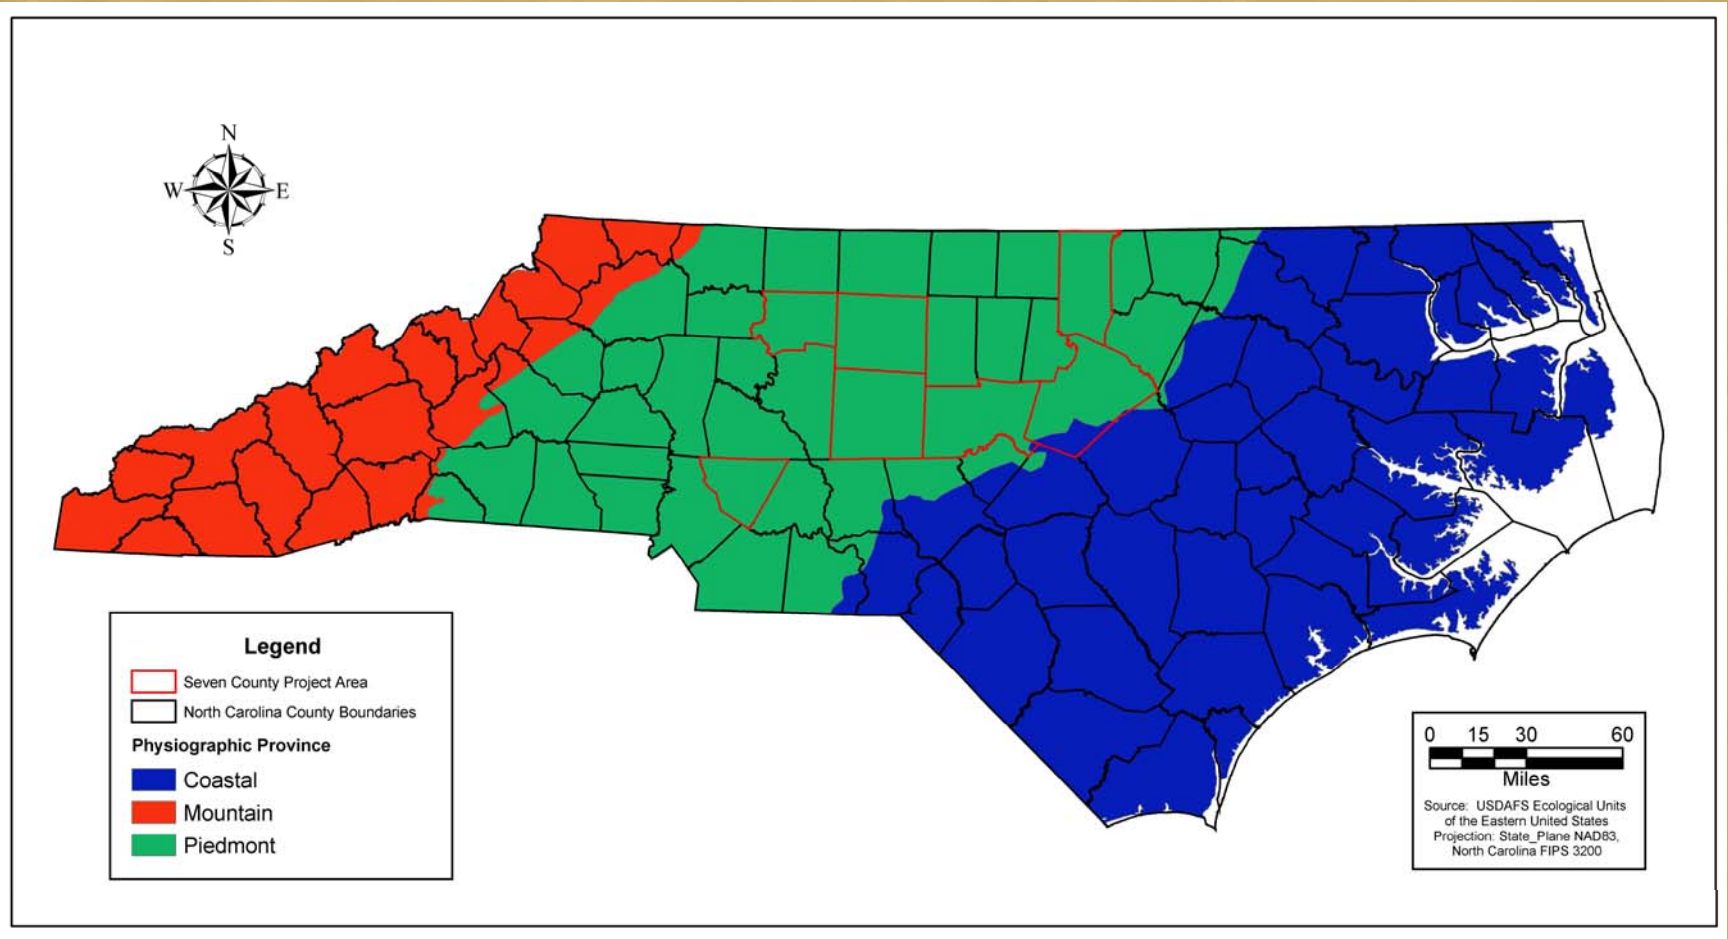 N
W E
S
Legend
Seven County Project Area
North Carolina County Boundaries
Physiographic Province
Coastal
Mountain
Piedmont
0 15 30 60
Miles
Source: USDAFS Ecological Units
of the Eastern United States
Projection: State_Plane NAD83,
North Carolina FIPS 3200